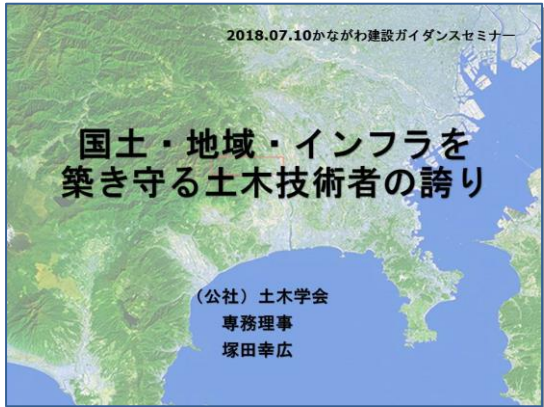 2018.07.10かながわ建設ガイダンスセミナー
国土・地域・インフラを
築き守る土木技術者の誇り
（公社）土木学会
専務理事
塚田幸広